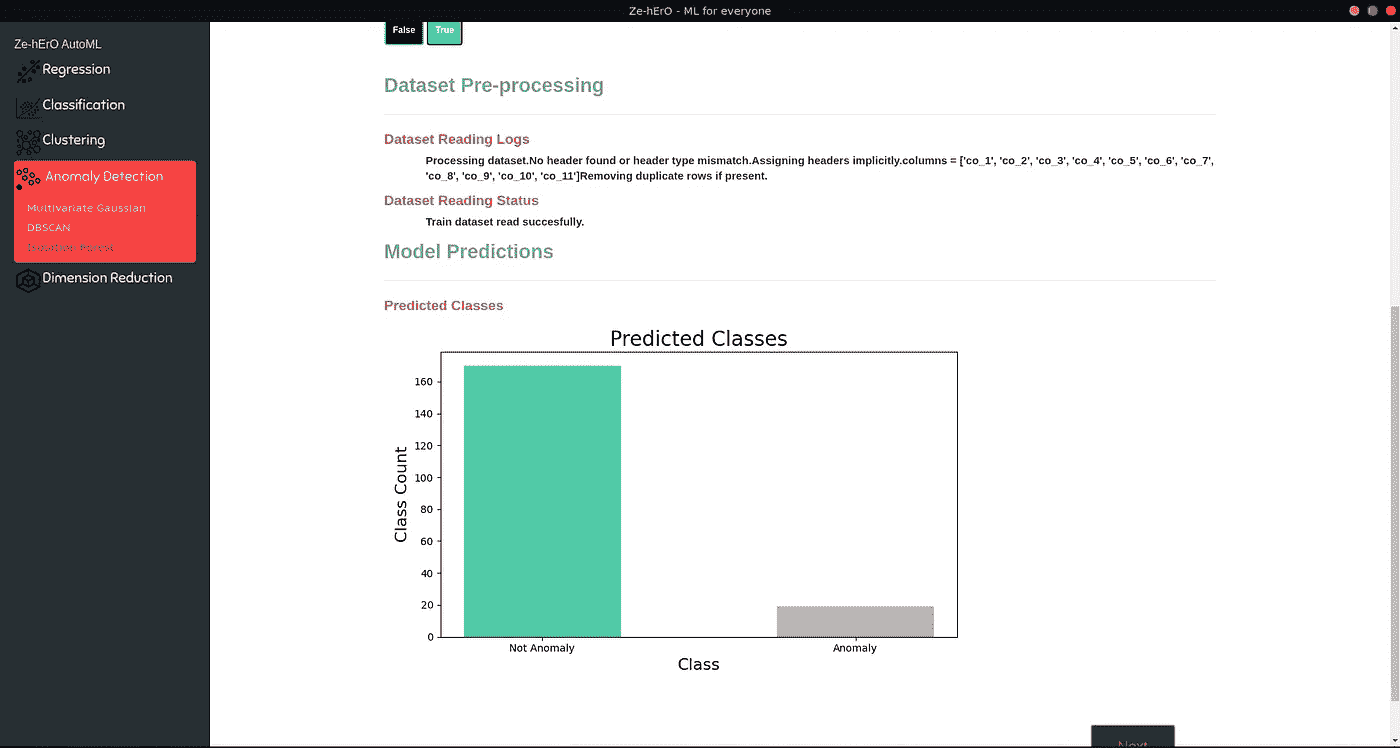 Ze-hErO - ML for everyone
Ze-hErO AutoML
Regression
Classification
Clustering
Anomaly Detection
Multivariate Gaussian
DBSCAN
Dimension Reduction
False True
Dataset Pre-processing
Dataset Reading Logs
Processing dataset.No header found or header type mismatch.Assigning headers implicitly.columns = ['co_1', 'co_2', 'co_3', 'co_4', 'co_5', 'co_6', 'co_7',
'co_8', 'co_9', 'co_10', 'co_11']Removing duplicate rows if present.
Dataset Reading Status
Train dataset read succesfully.
Model Predictions
Predicted Classes
Predicted Classes
Class Count
160
140
120
100
80
60
40
20
0
Not Anomaly Anomaly
Class
Next